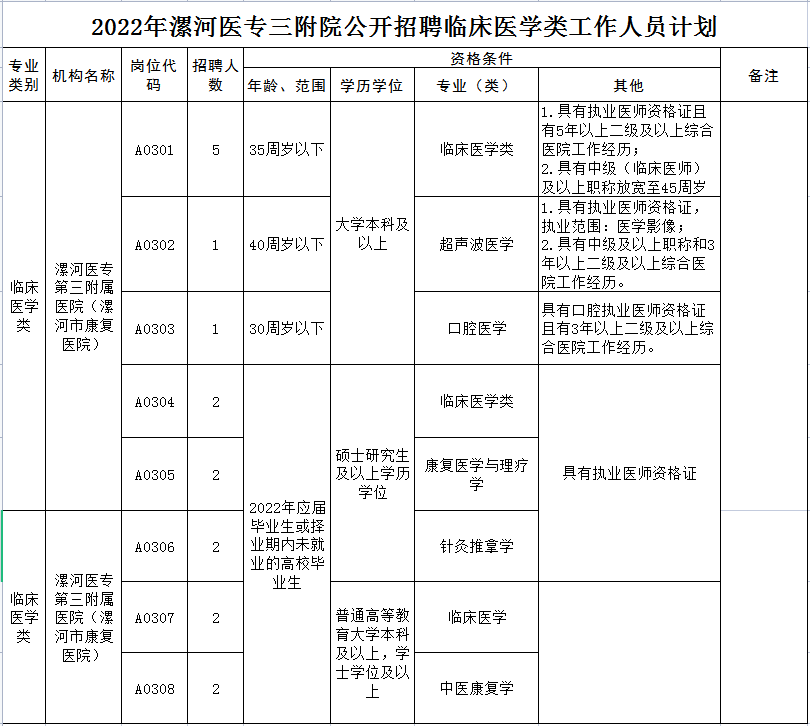 2022年漯河医专三附院公开招聘临床医学类工作人员计划
专业
类别
机构名称
岗位代
码
招聘人
数
资格条件
备注
年龄、范围
学历学位
专业（类）
其他
临床
医学
类
漯河医专
第三附属
医院（漯
河市康复
医院）
A0301
5
35周岁以下
大学本科及
以上
临床医学类
1.具有执业医师资格证且
有5年以上二级及以上综合
医院工作经历；
2.具有中级（临床医师）
及以上职称放宽至45周岁
A0302
1
40周岁以下
超声波医学
1.具有执业医师资格证，
执业范围：医学影像；
2.具有中级及以上职称和3
年以上二级及以上综合医
院工作经历。
A0303
1
30周岁以下
口腔医学
具有口腔执业医师资格证
且有3年以上二级及以上综
合医院工作经历。
A0304
2
2022年应届
毕业生或择
业期内未就
业的高校毕
业生
硕士研究生
及以上学历
学位
临床医学类
具有执业医师资格证
A0305
2
康复医学与理疗
学
临床
医学
类
漯河医专
第三附属
医院（漯
河市康复
医院）
A0306
2
针灸推拿学
A0307
2
普通高等教
育大学本科
及以上，学
士学位及以
上
临床医学
A0308
2
中医康复学